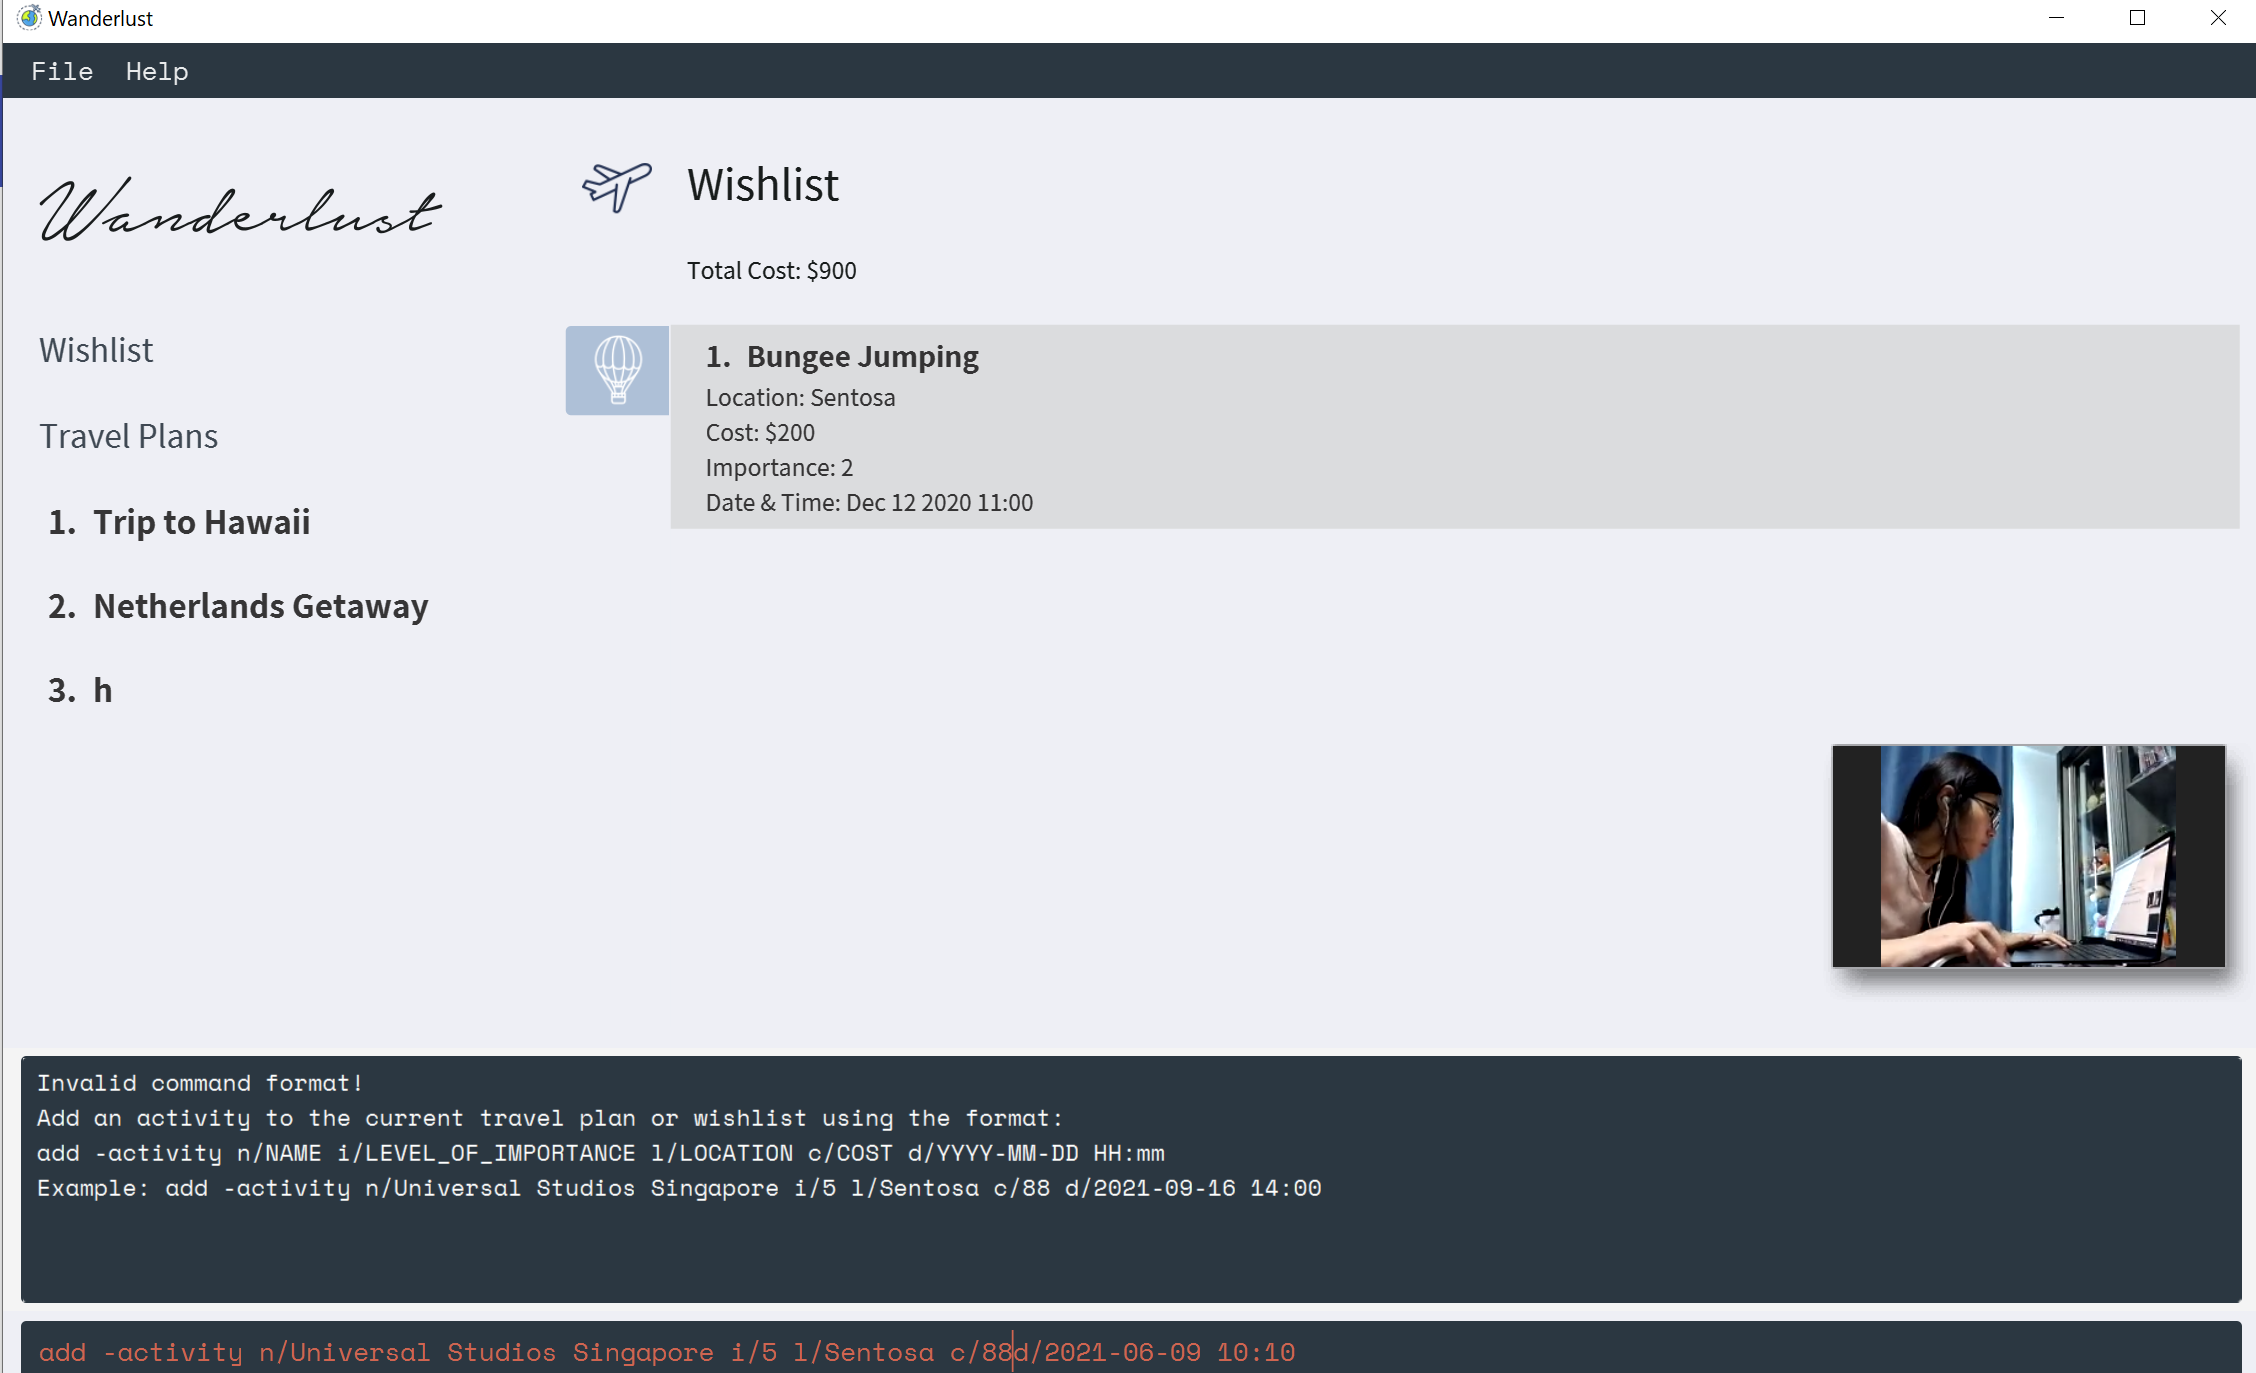 Wanderlust
File Help
Wanderlust
Wishlist
Travel Plans
1. Trip to Hawaii
2. Netherlands Getaway
3. h
Wishlist
Total Cost: $900
1. Bungee Jumping
Location: Sentosa
Cost: $200
Importance: 2
Date & Time: Dec 12 2020 11:00
Invalid command format!
Add an activity to the current travel plan or wishlist using the format:
add -activity n/NAME i/LEVEL_OF_IMPORTANCE l/LOCATION c/COST d/YYYY-MM-DD HH:mm
Example: add -activity n/Universal Studios Singapore i/5 l/Sentosa c/88 d/2021-09-16 14:00
add -activity n/Universal Studios Singapore i/5 l/Sentosa c/88d/2021-06-09 10:10